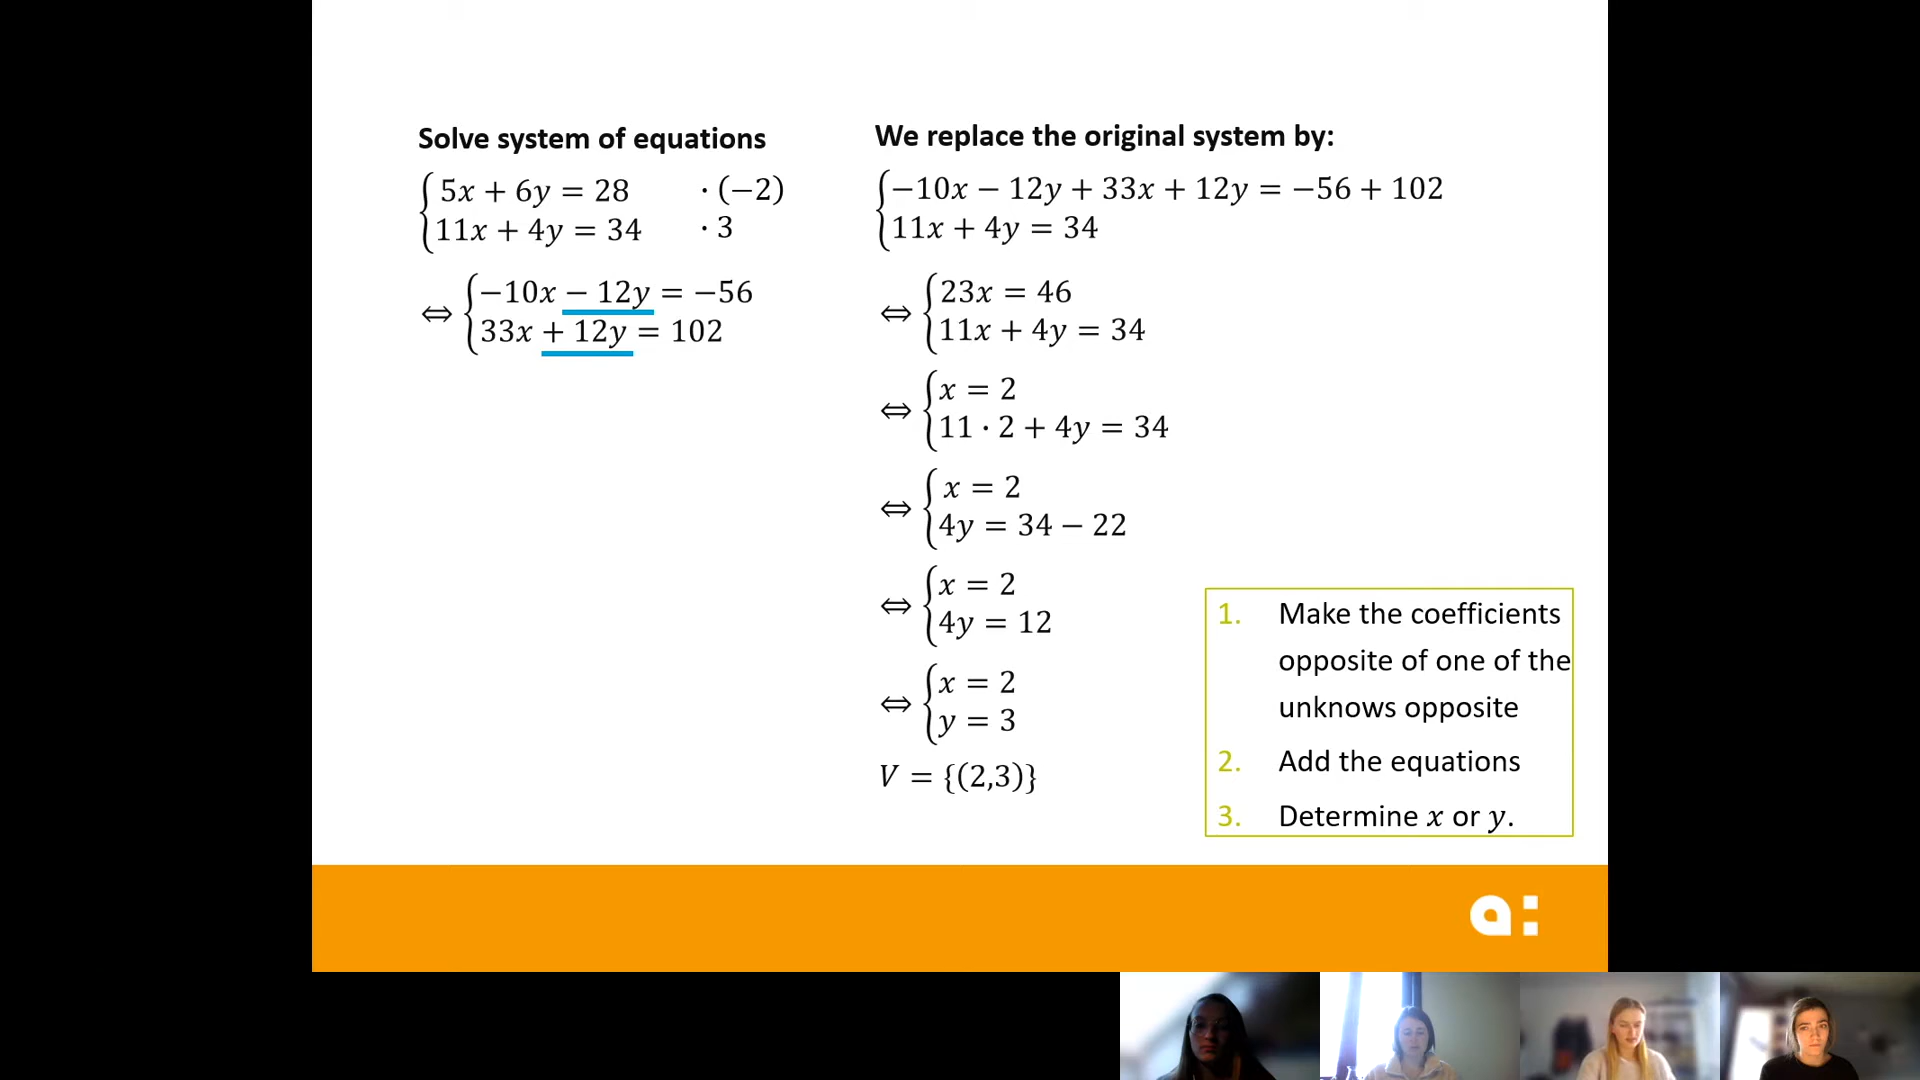 Solve system of equations
5x + 6y = 28 · (−2)
11x + 4y = 34 · 3
⇔ −10x − 12y = −56
33x + 12y = 102
We replace the original system by:
−10x − 12y + 33x + 12y = −56 + 102
11x + 4y = 34
⇔ 23x = 46
11x + 4y = 34
⇔ x = 2
11 · 2 + 4y = 34
⇔ x = 2
4y = 34 − 22
⇔ x = 2
4y = 12
⇔ x = 2
y = 3
V = {(2,3)}
1. Make the coefficients
opposite of one of the
unknows opposite
2. Add the equations
3. Determine x or y.
a: